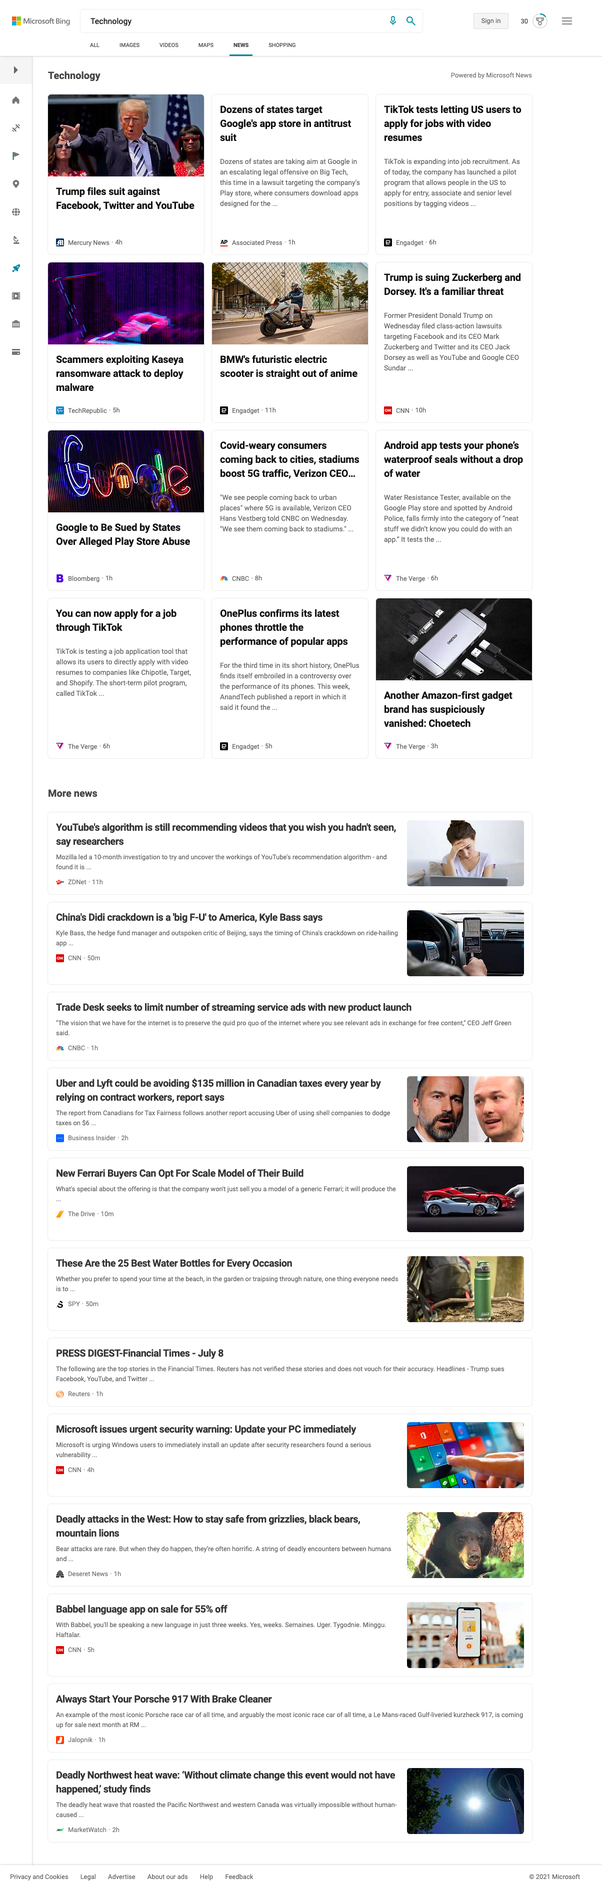 Microsoft Bing
Technology
Sign in
30
ALL IMAGES VIDEOS MAPS NEWS SHOPPING
Technology
Powered by Microsoft News
Trump files suit against
Facebook, Twitter and YouTube
Mercury News · 4h
Dozens of states target
Google's app store in antitrust
suit
Dozens of states are taking aim at Google in
an escalating legal offensive on Big Tech,
this time in a lawsuit targeting the company's
Play store, where consumers download apps
designed for the ...
AP Associated Press · 1h
TikTok tests letting US users to
apply for jobs with video
resumes
TikTok is expanding into job recruitment. As
of today, the company has launched a pilot
program that allows people in the US to
apply for entry, associate and senior level
positions by tagging videos ...
Engadget · 6h
Scammers exploiting Kaseya
ransomware attack to deploy
malware
TechRepublic · 5h
BMW's futuristic electric
scooter is straight out of anime
Engadget · 11h
Trump is suing Zuckerberg and
Dorsey. It's a familiar threat
Former President Donald Trump on
Wednesday filed class-action lawsuits
targeting Facebook and its CEO Mark
Zuckerberg and Twitter and its CEO Jack
Dorsey as well as YouTube and Google CEO
Sundar ...
CNN · 10h
Google
Google to Be Sued by States
Over Alleged Play Store Abuse
Bloomberg · 1h
Covid-weary consumers
coming back to cities, stadiums
boost 5G traffic, Verizon CEO...
"We see people coming back to urban
places" where 5G is available, Verizon CEO
Hans Vestberg told CNBC on Wednesday.
"We see them coming back to stadiums." ...
CNBC · 8h
Android app tests your phone's
waterproof seals without a drop
of water
Water Resistance Tester, available on the
Google Play store and spotted by Android
Police, falls firmly into the category of "neat
stuff we didn't know you could do with an
app." It tests the ...
The Verge · 6h
You can now apply for a job
through TikTok
TikTok is testing a job application tool that
allows its users to directly apply with video
resumes to companies like Chipotle, Target,
and Shopify. The short-term pilot program,
called TikTok ...
The Verge · 6h
OnePlus confirms its latest
phones throttle the
performance of popular apps
For the third time in its short history, OnePlus
finds itself embroiled in a controversy over
the performance of its phones. This week,
AnandTech published a report in which it
said it found the ...
Engadget · 5h
Another Amazon-first gadget
brand has suspiciously
vanished: Choetech
The Verge · 3h
More news
YouTube's algorithm is still recommending videos that you wish you hadn't seen,
say researchers
Mozilla led a 10-month investigation to try and uncover the workings of YouTube's recommendation algorithm - and
found it is ...
ZDNet · 11h
China's Didi crackdown is a 'big F-U' to America, Kyle Bass says
Kyle Bass, the hedge fund manager and outspoken critic of Beijing, says the timing of China's crackdown on ride-hailing
app ...
CNN · 50m
Trade Desk seeks to limit number of streaming service ads with new product launch
"The vision that we have for the internet is to preserve the quid pro quo of the internet where you see relevant ads in exchange for free content," CEO Jeff Green
said.
CNBC · 1h
Uber and Lyft could be avoiding $135 million in Canadian taxes every year by
relying on contract workers, report says
The report from Canadians for Tax Fairness follows another report accusing Uber of using shell companies to dodge
taxes on $6 ...
Business Insider · 2h
New Ferrari Buyers Can Opt For Scale Model of Their Build
What's special about the offering is that the company won't just sell you a model of a generic Ferrari; it will produce the
...
The Drive · 10m
These Are the 25 Best Water Bottles for Every Occasion
Whether you prefer to spend your time at the beach, in the garden or traipsing through nature, one thing everyone needs
is to ...
SPY · 50m
PRESS DIGEST-Financial Times - July 8
The following are the top stories in the Financial Times. Reuters has not verified these stories and does not vouch for their accuracy. Headlines - Trump sues
Facebook, YouTube, and Twitter ...
Reuters · 1h
Microsoft issues urgent security warning: Update your PC immediately
Microsoft is urging Windows users to immediately install an update after security researchers found a serious
vulnerability ...
CNN · 4h
Deadly attacks in the West: How to stay safe from grizzlies, black bears,
mountain lions
Bear attacks are rare. But when they do happen, they're often horrific. A string of deadly encounters between humans
and ...
Deseret News · 1h
Babbel language app on sale for 55% off
With Babbel, you'll be speaking a new language in just three weeks. Yes, weeks. Semaines. Uger. Tygodnie. Minggu.
Haftalar.
CNN · 5h
Always Start Your Porsche 917 With Brake Cleaner
An example of the most iconic Porsche race car of all time, and arguably the most iconic race car of all time, a Le Mans-raced Gulf-liveried kurzheck 917, is coming
up for sale next month at RM ...
Jalopnik · 1h
Deadly Northwest heat wave: 'Without climate change this event would not have
happened,' study finds
The deadly heat wave that roasted the Pacific Northwest and western Canada was virtually impossible without human-
caused ...
MarketWatch · 2h
Privacy and Cookies Legal Advertise About our ads Help Feedback
© 2021 Microsoft